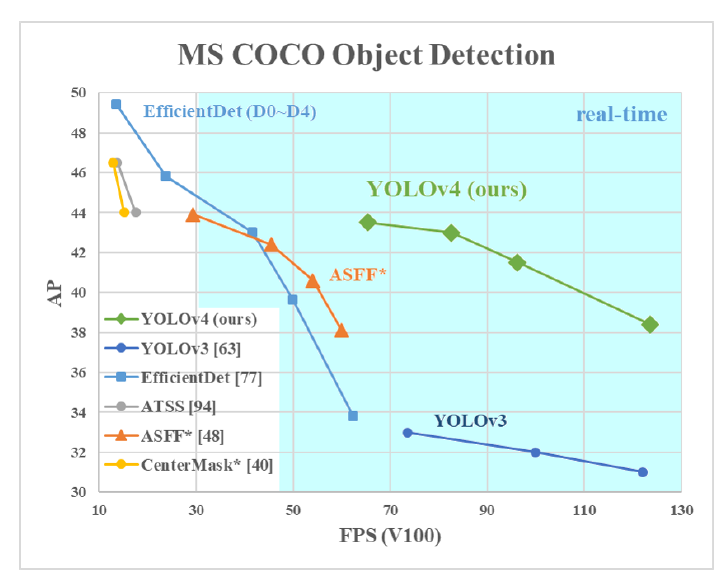 MS COCO Object Detection
50
48
46
44
42
40
38
36
34
32
30
AP
EfficientDet (D0~D4)
real-time
YOLOv4 (ours)
ASFF*
YOLOv3
YOLOv4 (ours)
YOLOv3 [63]
EfficientDet [77]
ATSS [94]
ASFF* [48]
CenterMask* [40]
10 30 50 70 90 110 130
FPS (V100)